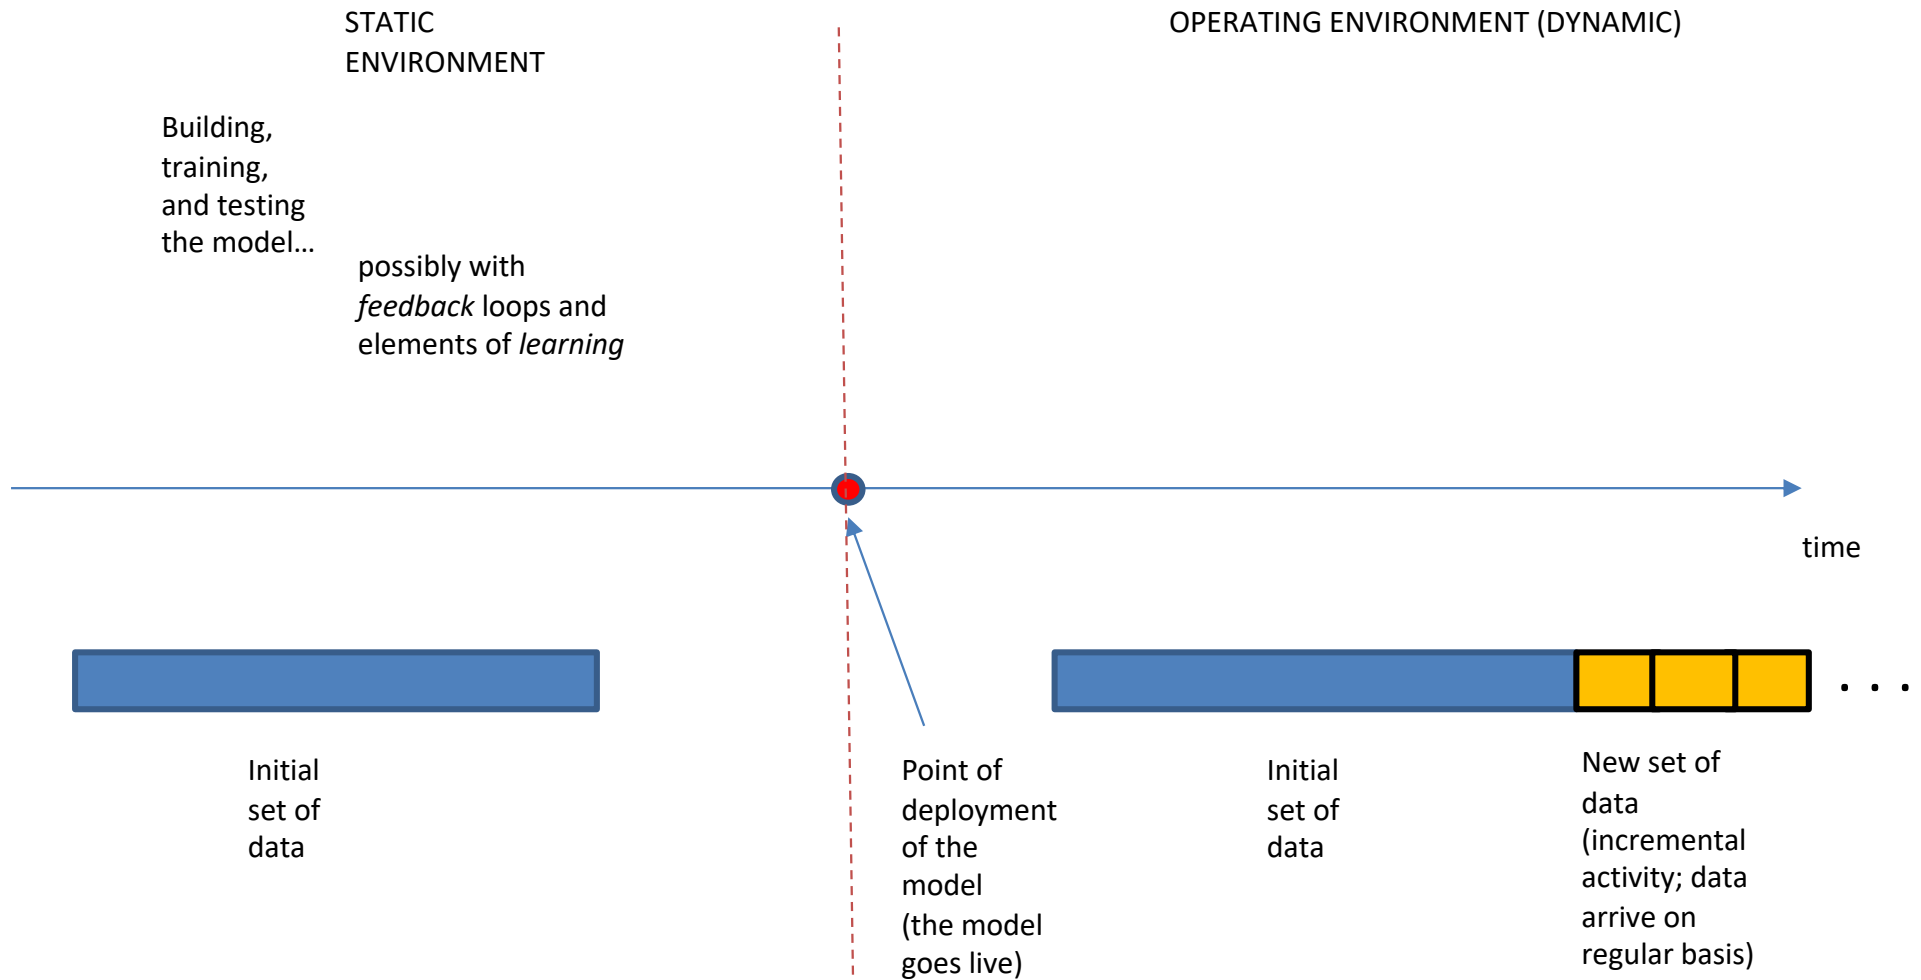 STATIC
ENVIRONMENT
OPERATING ENVIRONMENT (DYNAMIC)
Building,
training,
and testing
the model…
possibly with
feedback loops and
elements of learning
time
Initial
set of
data
Point of
deployment
of the
model
(the model
goes live)
Initial
set of
data
. . .
New set of
data
(incremental
activity; data
arrive on
regular basis)